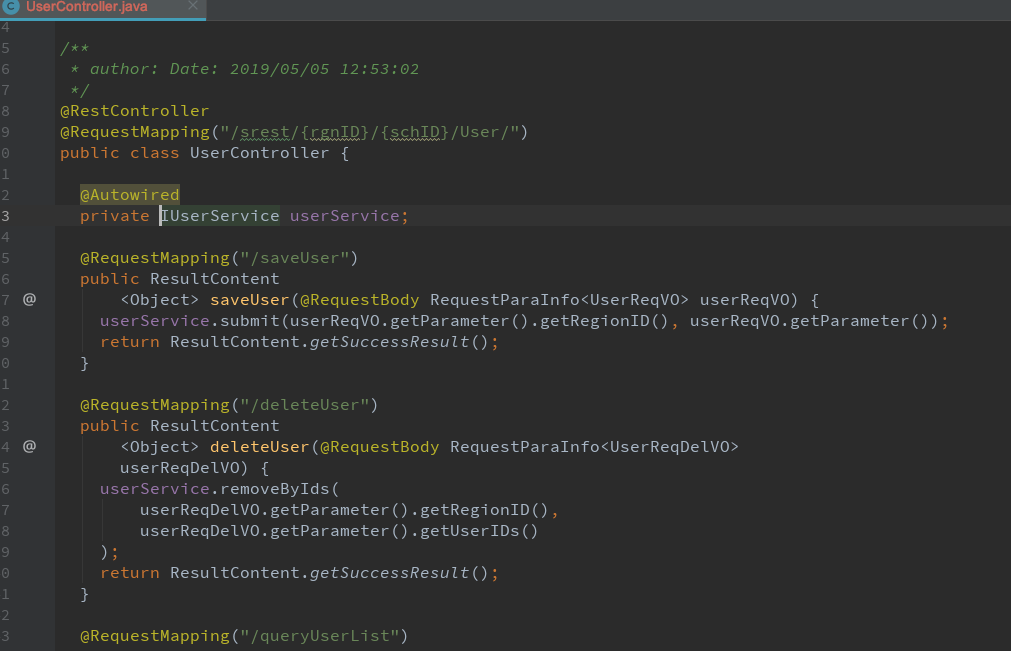 C UserController.java ×
4
5 /**
6  * author: Date: 2019/05/05 12:53:02
7  */
8 @RestController
9 @RequestMapping("/srest/{rgnID}/{schID}/User/")
0 public class UserController {
1
2   @Autowired
3   private IUserService userService;
4
5   @RequestMapping("/saveUser")
6   public ResultContent
7 @       <Object> saveUser(@RequestBody RequestParaInfo<UserReqVO> userReqVO) {
8     userService.submit(userReqVO.getParameter().getRegionID(), userReqVO.getParameter());
9     return ResultContent.getSuccessResult();
0   }
1
2   @RequestMapping("/deleteUser")
3   public ResultContent
4 @       <Object> deleteUser(@RequestBody RequestParaInfo<UserReqDelVO>
5       userReqDelVO) {
6     userService.removeByIds(
7         userReqDelVO.getParameter().getRegionID(),
8         userReqDelVO.getParameter().getUserIDs()
9     );
0     return ResultContent.getSuccessResult();
1   }
2
3   @RequestMapping("/queryUserList")